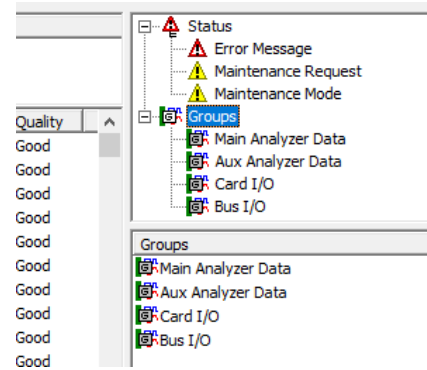 Quality
Good
Good
Good
Good
Good
Good
Good
Good
Good
Good
Status
Error Message
Maintenance Request
Maintenance Mode
Groups
Main Analyzer Data
Aux Analyzer Data
Card I/O
Bus I/O
Groups
Main Analyzer Data
Aux Analyzer Data
Card I/O
Bus I/O